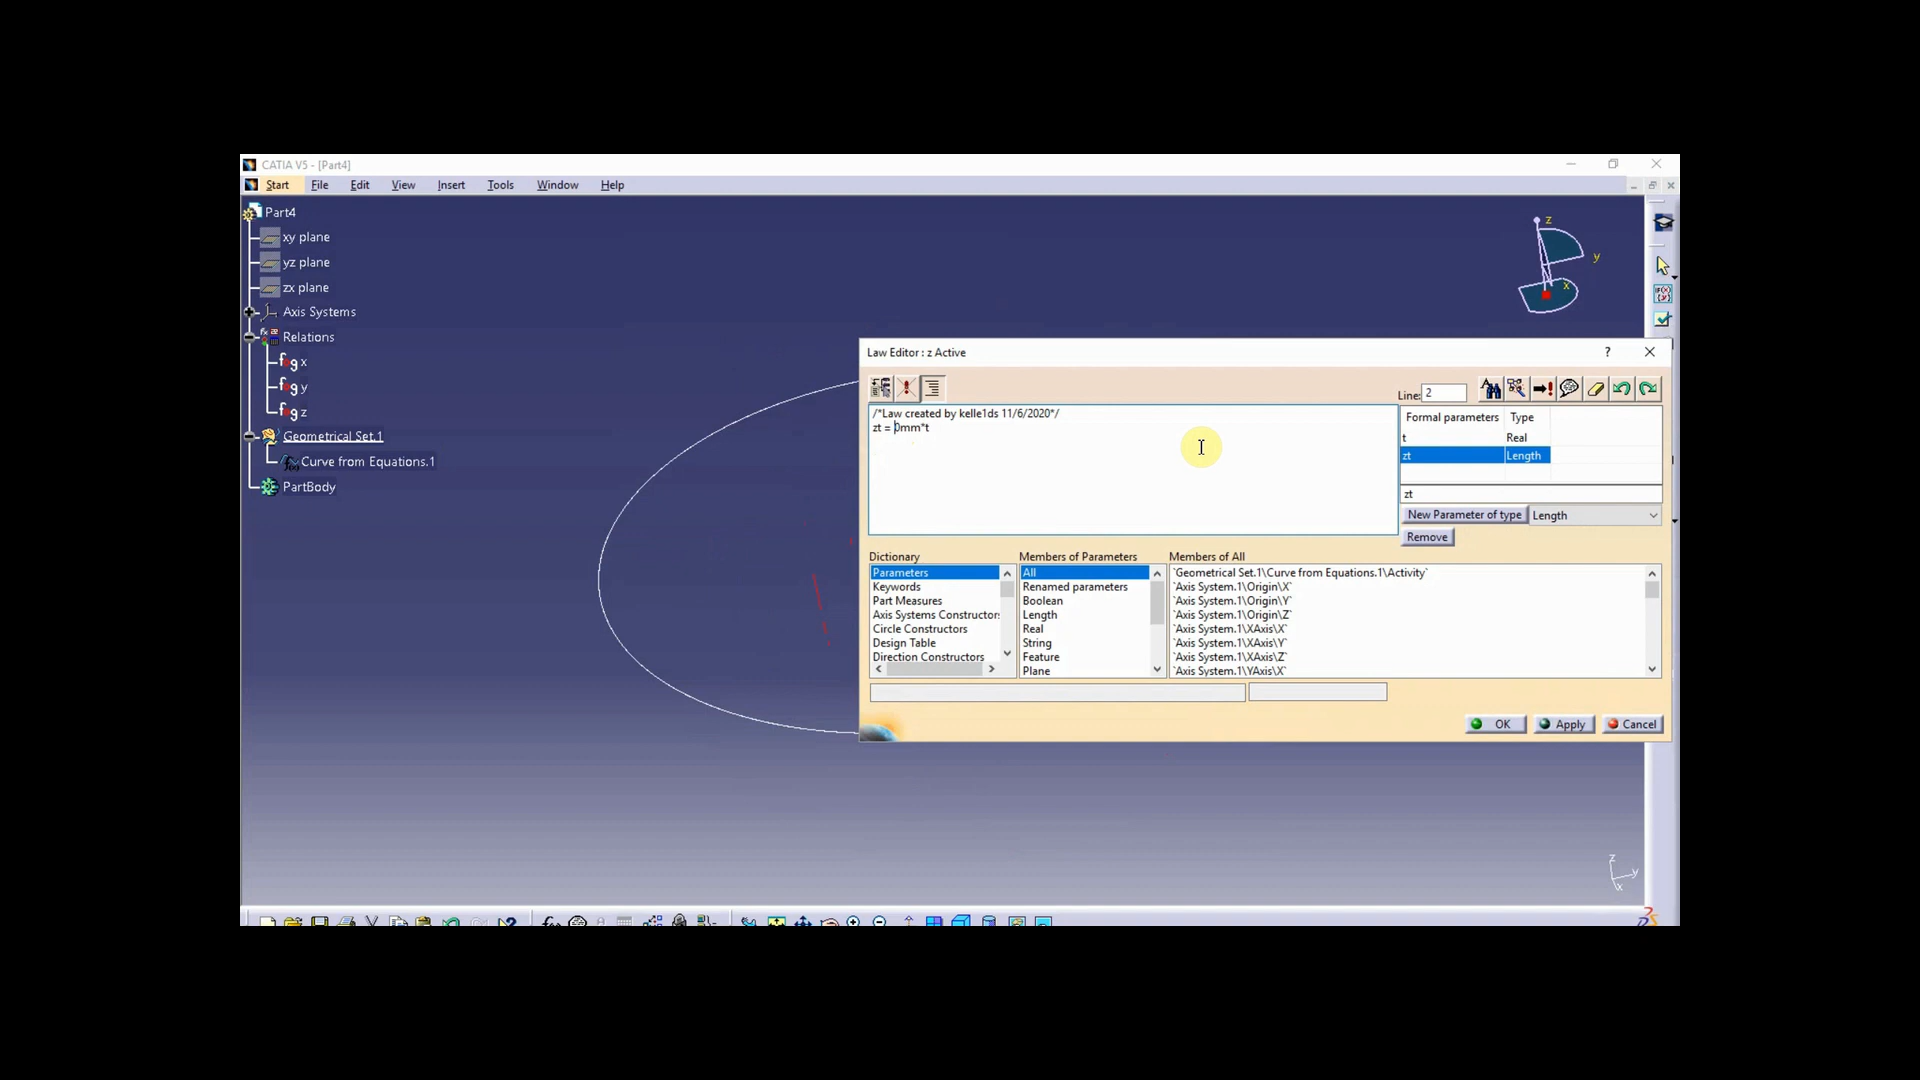 CATIA V5 - [Part4]
Start File Edit View Insert Tools Window Help
Part4
xy plane
yz plane
zx plane
Axis Systems
Relations
fog x
fog y
fog z
Geometrical Set.1
Curve from Equations.1
PartBody
z
y
x
Law Editor : z Active
?
Line: 2
/*Law created by kelle1ds 11/6/2020*/
zt = 0mm*t
Formal parameters Type
t Real
zt Length
zt
New Parameter of type Length
Remove
Dictionary Members of Parameters Members of All
Parameters All `Geometrical Set.1\Curve from Equations.1\Activity`
Keywords Renamed parameters `Axis System.1\Origin\X`
Part Measures Boolean `Axis System.1\Origin\Y`
Axis Systems Constructors Length `Axis System.1\Origin\Z`
Circle Constructors Real `Axis System.1\XAxis\X`
Design Table String `Axis System.1\XAxis\Y`
Direction Constructors Feature `Axis System.1\XAxis\Z`
Plane `Axis System.1\YAxis\X`
OK Apply Cancel
z
y
x